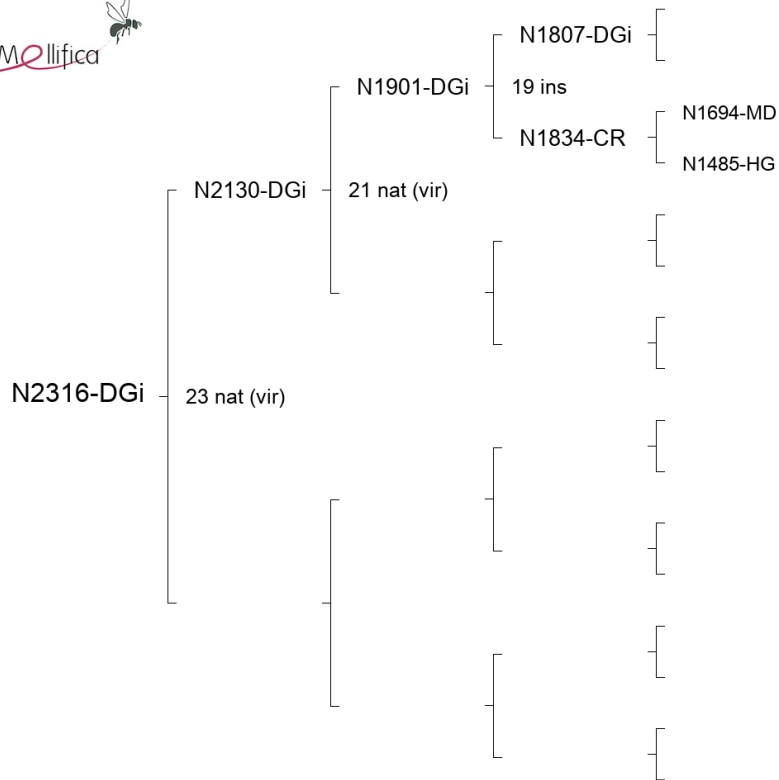 Mellifica
N1807-DGi
N1901-DGi
19 ins
N1694-MD
N1834-CR
N1485-HG
N2130-DGi
21 nat (vir)
N2316-DGi
23 nat (vir)